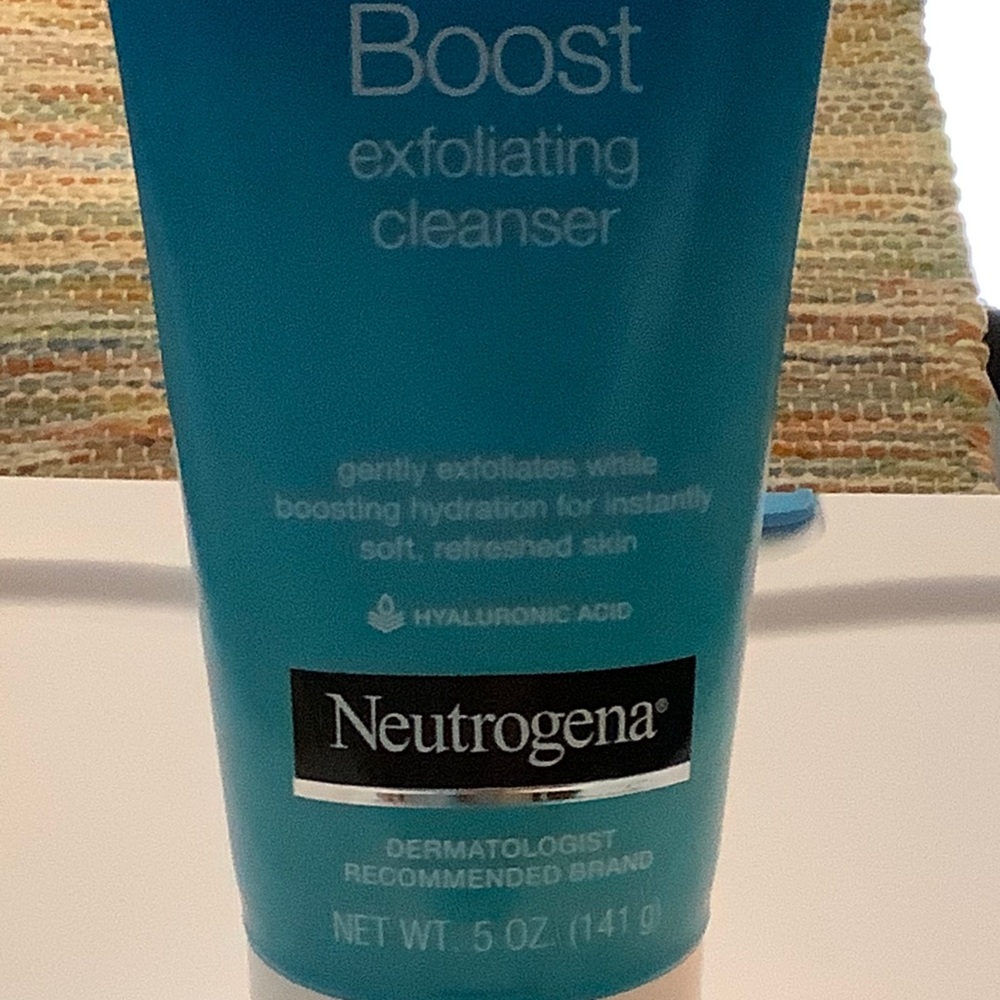 Boost
exfoliating
cleanser
gently exfoliates while
boosting hydration for instantly
soft, refreshed skin
HYALURONIC ACID
Neutrogena®
DERMATOLOGIST
RECOMMENDED BRAND
NET WT. 5 OZ. (141 g)